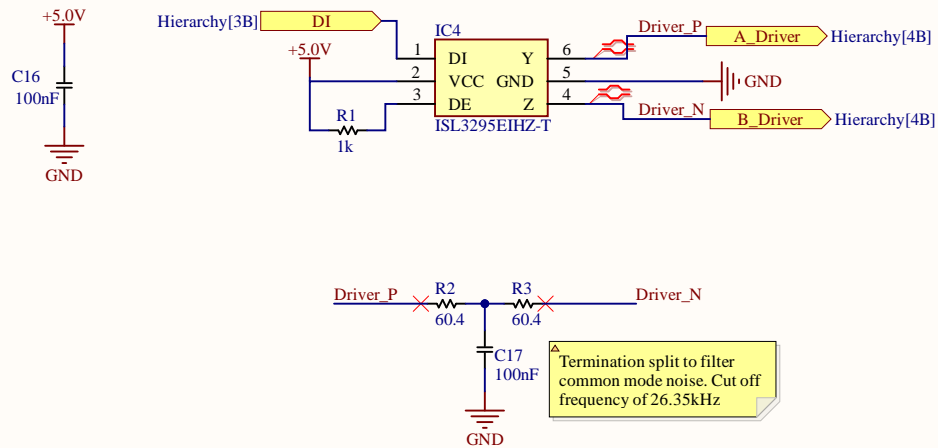 +5.0V
C16
100nF
GND
Hierarchy[3B]
DI
+5.0V
IC4
1
DI
2
VCC
3
DE
Y
6
GND
5
Z
4
ISL3295EIHZ-T
R1
1k
Driver_P
A_Driver
Hierarchy[4B]
GND
Driver_N
B_Driver
Hierarchy[4B]
Driver_P
R2
60.4
R3
60.4
Driver_N
C17
100nF
GND
Termination split to filter
common mode noise. Cut off
frequency of 26.35kHz